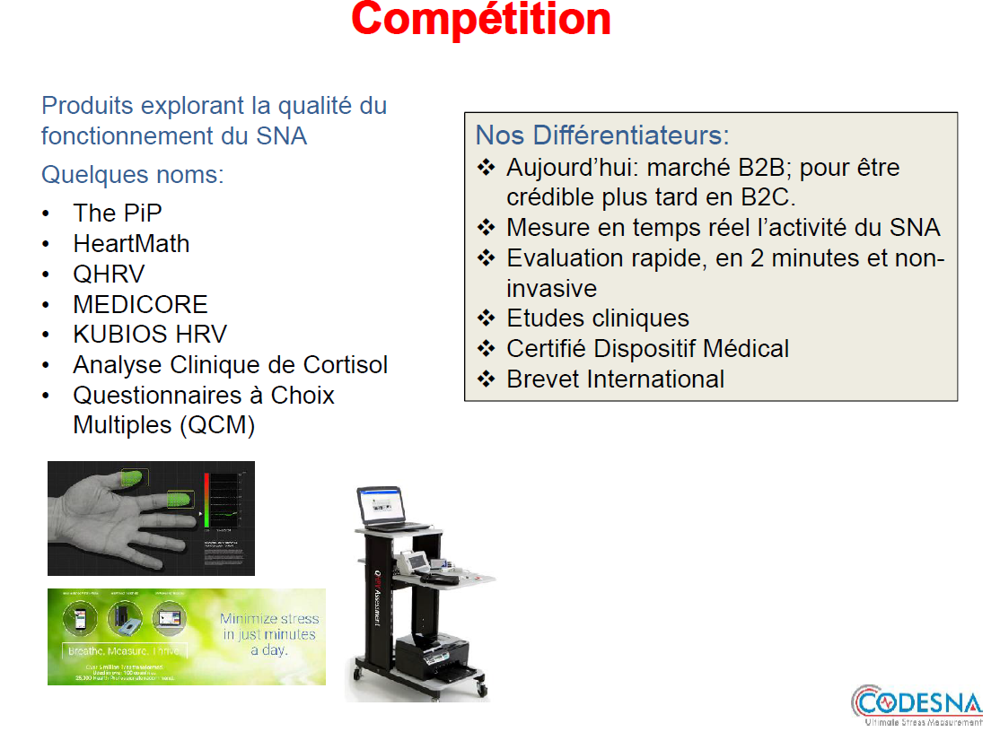 Compétition
Produits explorant la qualité du
fonctionnement du SNA
Quelques noms:
• The PiP
• HeartMath
• QHRV
• MEDICORE
• KUBIOS HRV
• Analyse Clinique de Cortisol
• Questionnaires à Choix
Multiples (QCM)
Nos Différentiateurs:
❖ Aujourd’hui: marché B2B; pour être
crédible plus tard en B2C.
❖ Mesure en temps réel l’activité du SNA
❖ Evaluation rapide, en 2 minutes et non-
invasive
❖ Etudes cliniques
❖ Certifié Dispositif Médical
❖ Brevet International
Minimize stress
in just minutes
a day.
Breathe. Measure. Thrive.
QHRV Assessment
CODESNA
Ultimate Stress Measurement